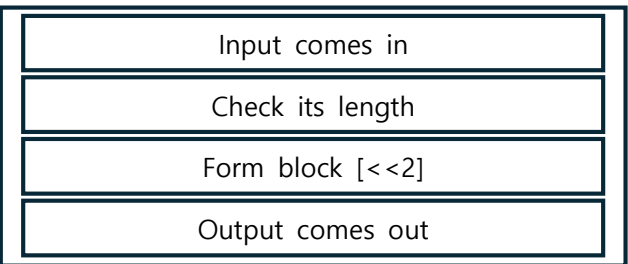 Input comes in
Check its length
Form block [<<2]
Output comes out